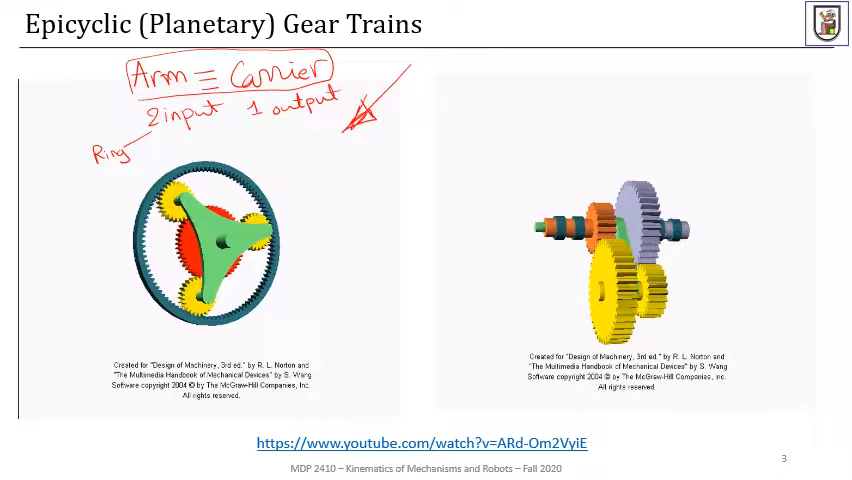 Epicyclic (Planetary) Gear Trains
Arm ≡ Carrier
2 input 1 output
Ring
Created for "Design of Machinery, 3rd ed." by R. L. Norton and
"The Multimedia Handbook of Mechanical Devices" by S. Wang
Software copyright 2004 © by The McGraw-Hill Companies, Inc.
All rights reserved.
Created for "Design of Machinery, 3rd ed." by R. L. Norton and
"The Multimedia Handbook of Mechanical Devices" by S. Wang
Software copyright 2004 © by The McGraw-Hill Companies, Inc.
All rights reserved.
https://www.youtube.com/watch?v=ARd-Om2VyiE
3
MDP 2410 – Kinematics of Mechanisms and Robots – Fall 2020